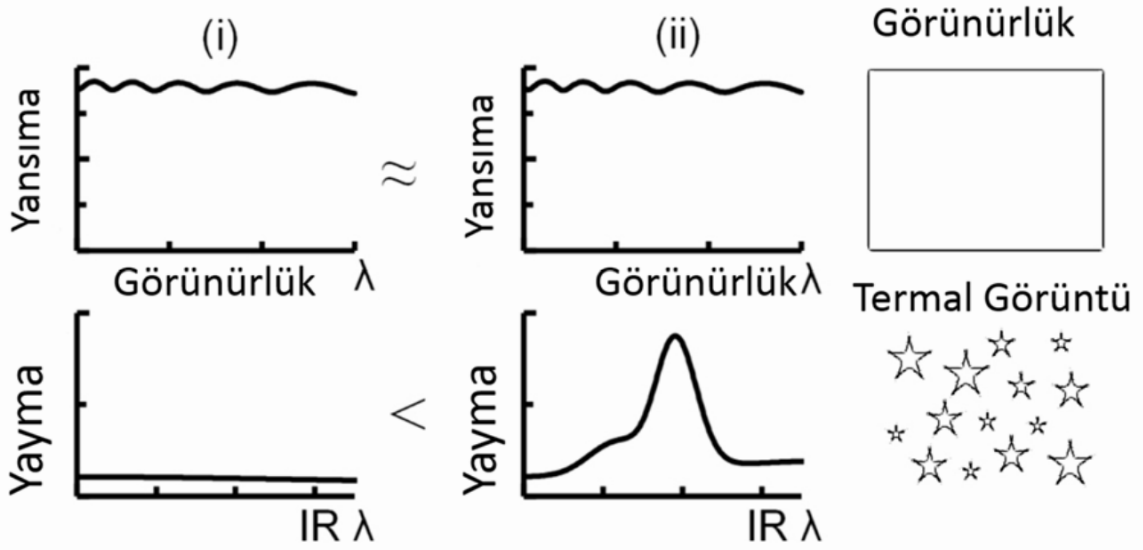 (i)
(ii)
Görünürlük
Yansıma
≈
Yansıma
Görünürlük λ
Görünürlük λ
Termal Görüntü
Yayma
<
Yayma
IR λ
IR λ